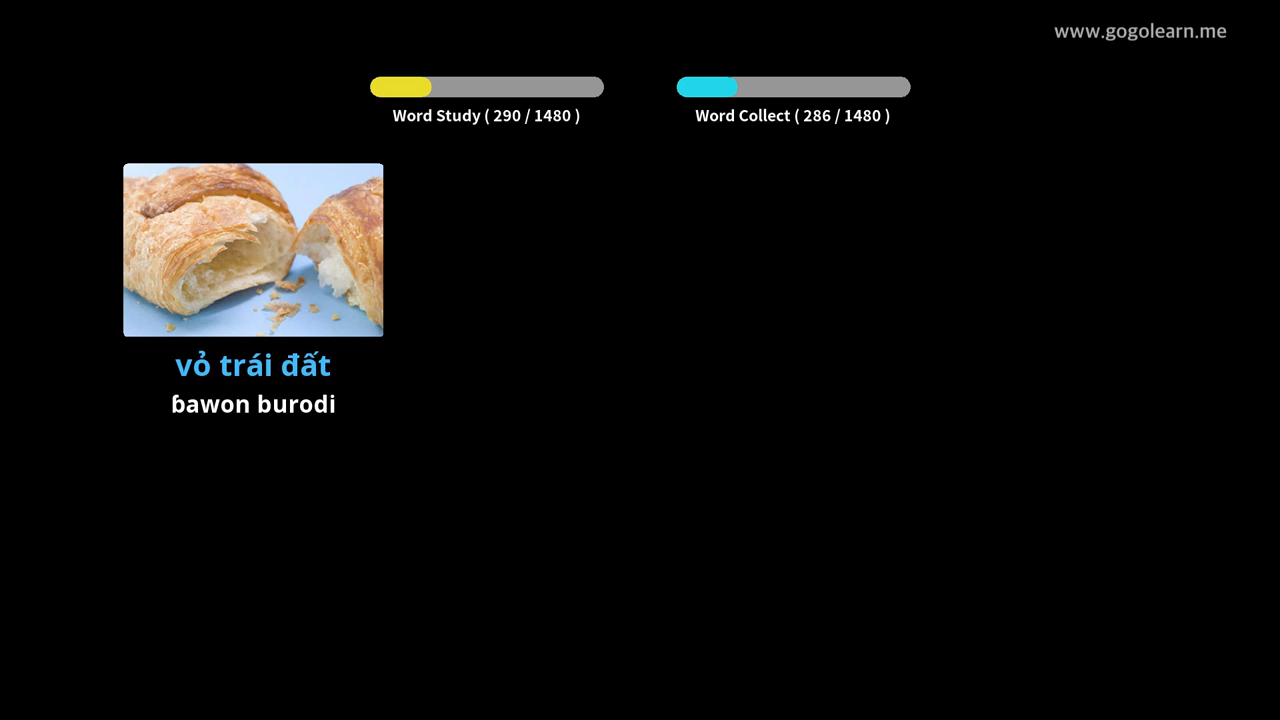 www.gogolearn.me
Word Study ( 290 / 1480 )
Word Collect ( 286 / 1480 )
vỏ trái đất
ɓawon burodi